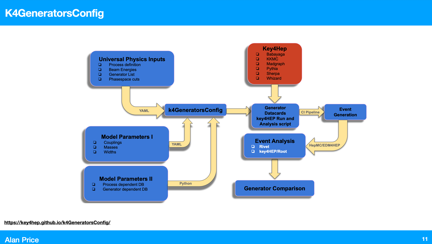 K4GeneratorsConfig
Universal Physics Inputs
Process definition
Beam Energies
Generator List
Phasespace cuts
Key4Hep
Babayaga
KKMC
Madgraph
Pythia
Sherpa
Whizard
YAML
k4GeneratorsConfig
Generator
Datacards
key4HEP Run and
Analysis script
CI Pipeline
Event
Generation
Model Parameters I
Couplings
Masses
Widths
YAML
Event Analysis
Rivet
key4HEP/Root
HepMC/EDM4HEP
Model Parameters II
Process dependent DB
Generator dependent DB
Python
Generator Comparison
https://key4hep.github.io/k4GeneratorsConfig/
Alan Price
11